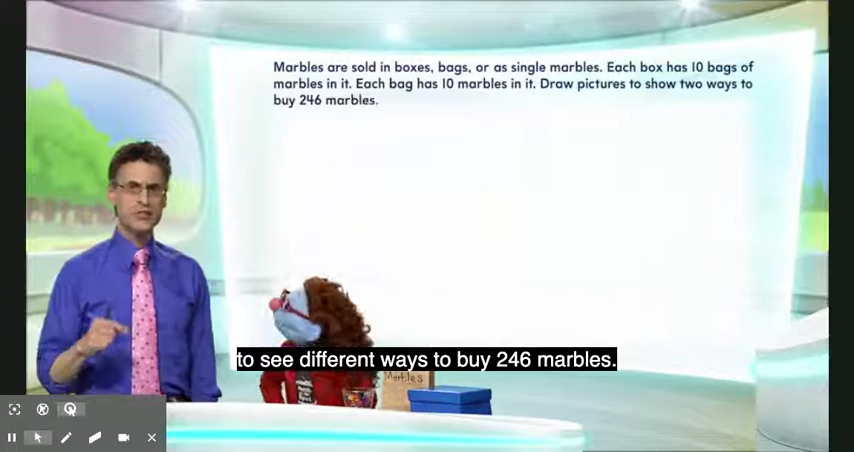 Marbles are sold in boxes, bags, or as single marbles. Each box has 10 bags of
marbles in it. Each bag has 10 marbles in it. Draw pictures to show two ways to
buy 246 marbles.
to see different ways to buy 246 marbles.
Marbles